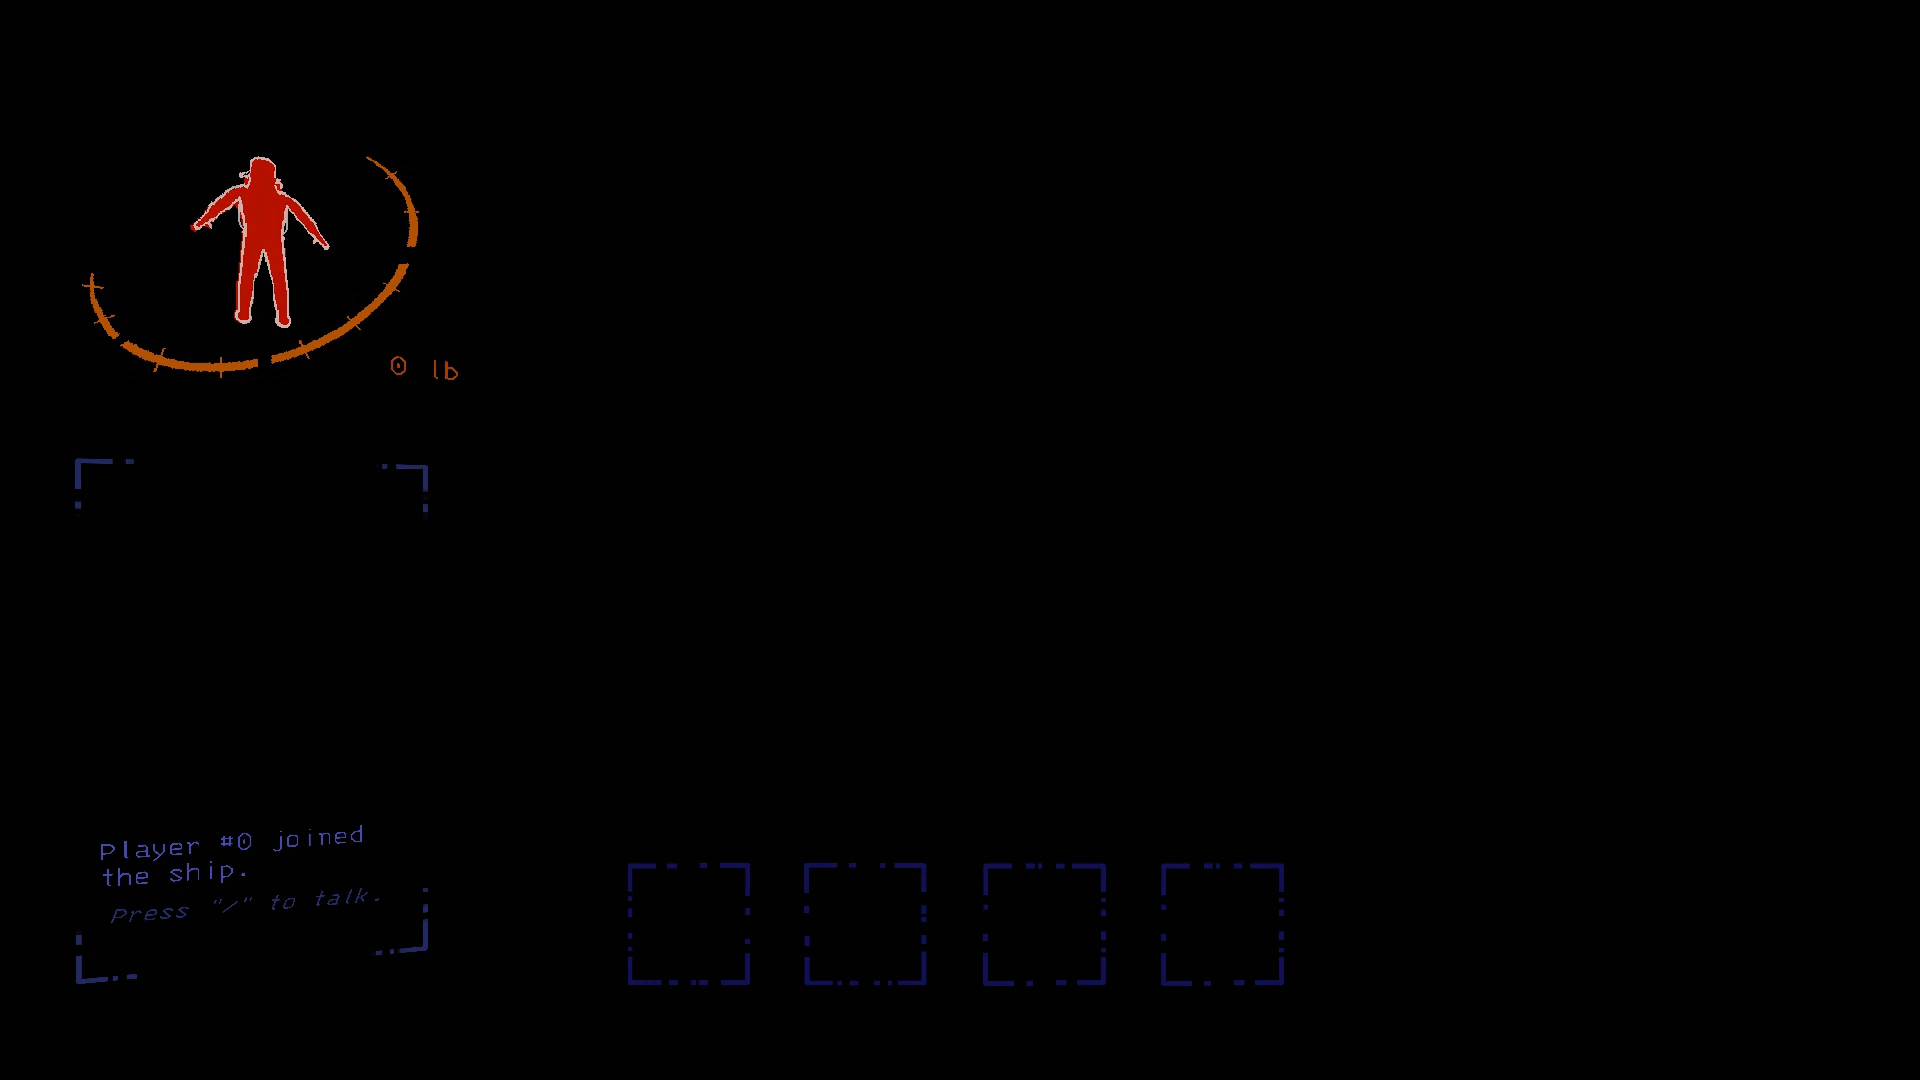 0 lb
Player #0 joined
the ship.
Press "/" to talk.